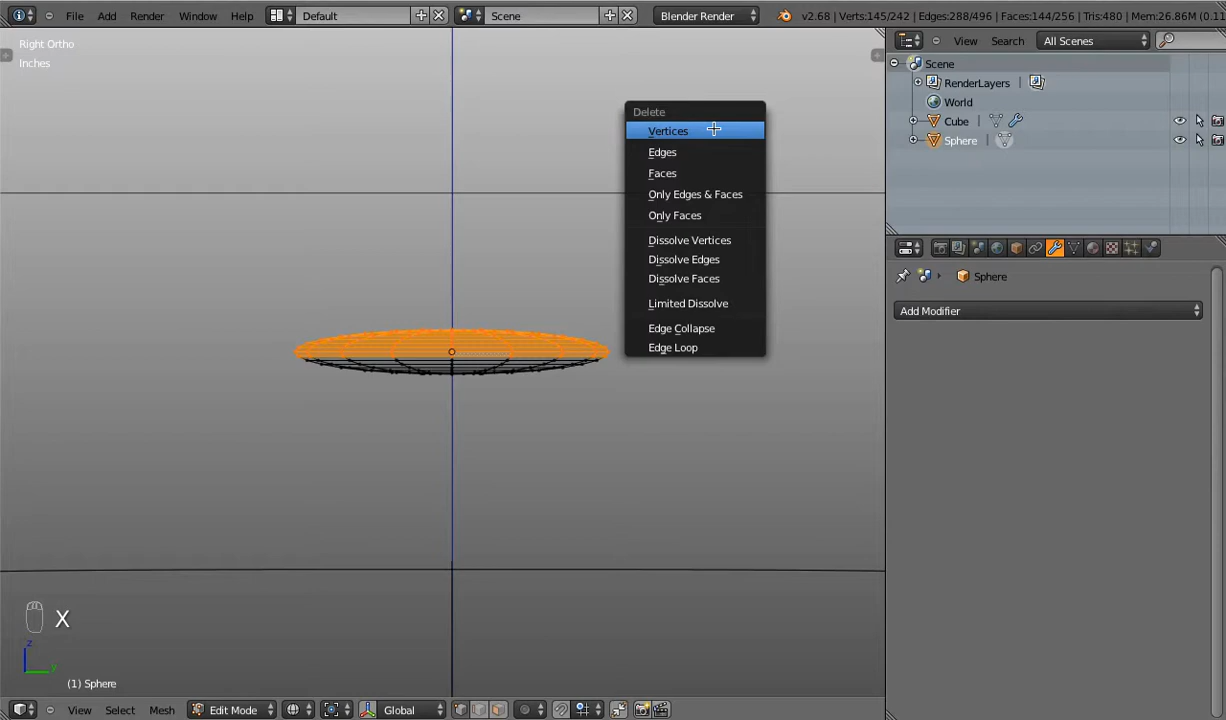 File Add Render Window Help Default Scene Blender Render v2.68 | Verts:145/242 | Edges:288/496 | Faces:144/256 | Tris:480 | Mem:26.86M (0.11
Right Ortho
Inches
View Search All Scenes
Scene
RenderLayers
World
Cube
Sphere
Delete
Vertices
Edges
Faces
Only Edges & Faces
Only Faces
Dissolve Vertices
Dissolve Edges
Dissolve Faces
Limited Dissolve
Edge Collapse
Edge Loop
Sphere
Add Modifier
X
z
y
(1) Sphere
View Select Mesh Edit Mode Global